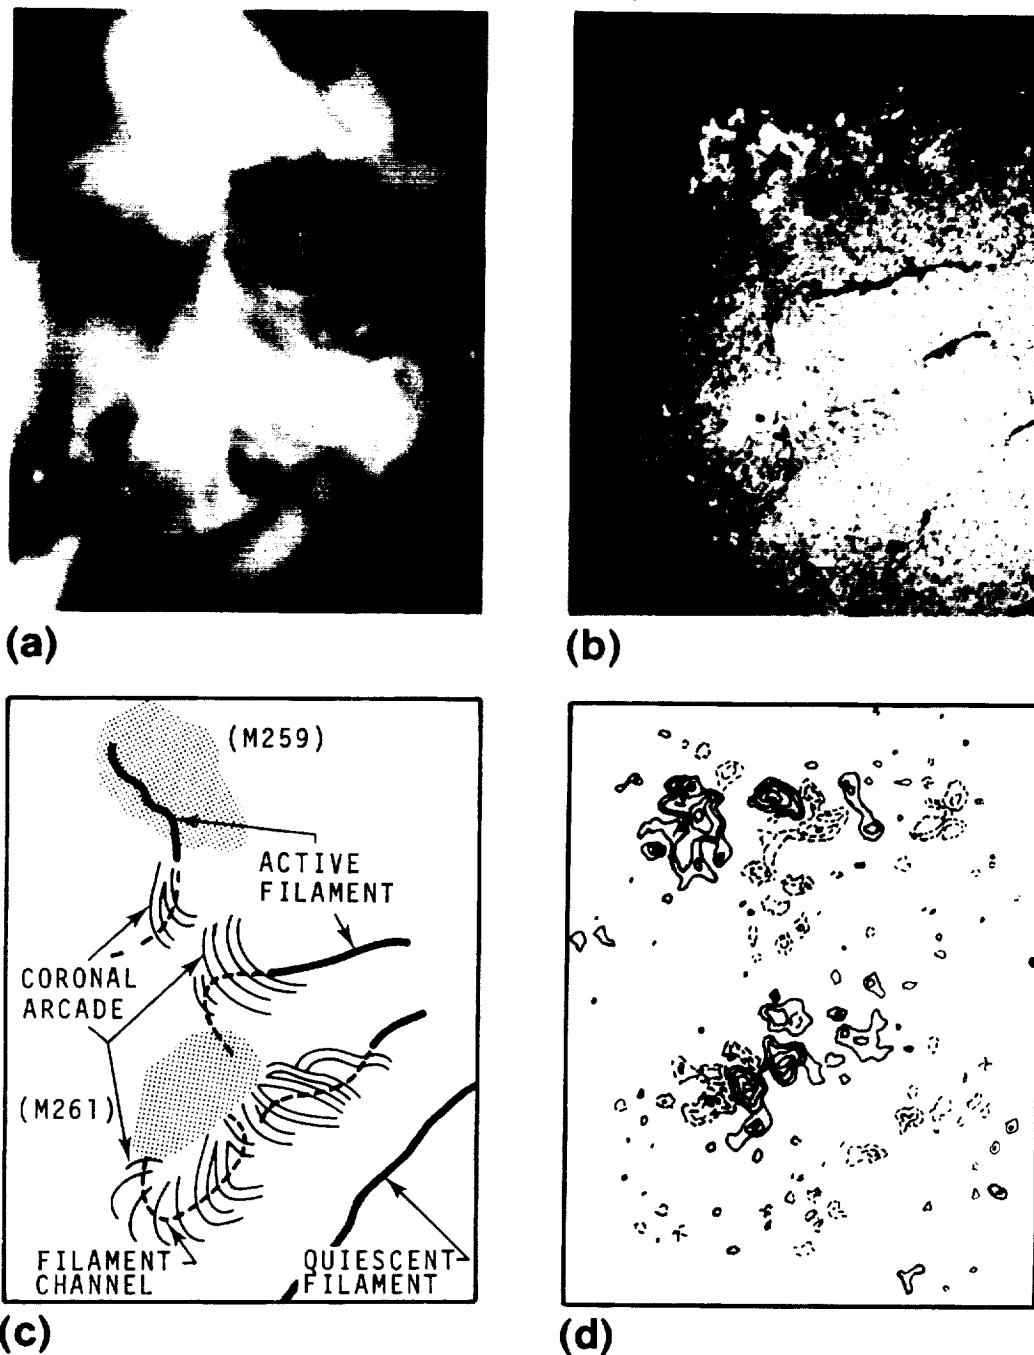 (a)
(b)
(M259)
ACTIVE
FILAMENT
CORONAL
ARCADE
(M261)
FILAMENT
CHANNEL
QUIESCENT
FILAMENT
(c)
(d)